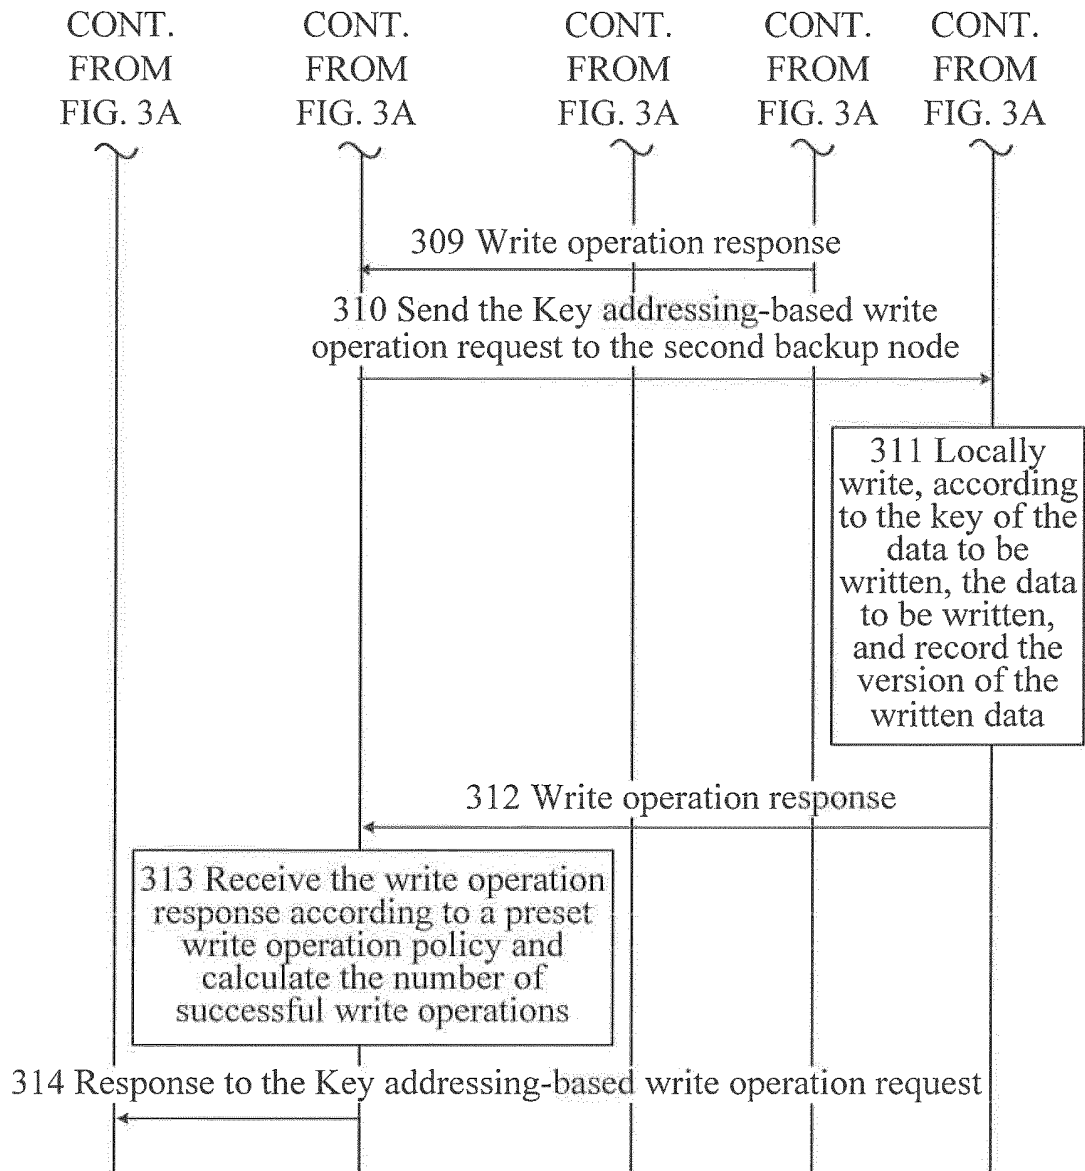 CONT. CONT. CONT. CONT. CONT.
FROM FROM FROM FROM FROM
FIG. 3A FIG. 3A FIG. 3A FIG. 3A FIG. 3A
309 Write operation response
310 Send the Key addressing-based write
operation request to the second backup node
311 Locally
write, according
to the key of the
data to be
written, the data
to be written,
and record the
version of the
written data
312 Write operation response
313 Receive the write operation
response according to a preset
write operation policy and
calculate the number of
successful write operations
314 Response to the Key addressing-based write operation request